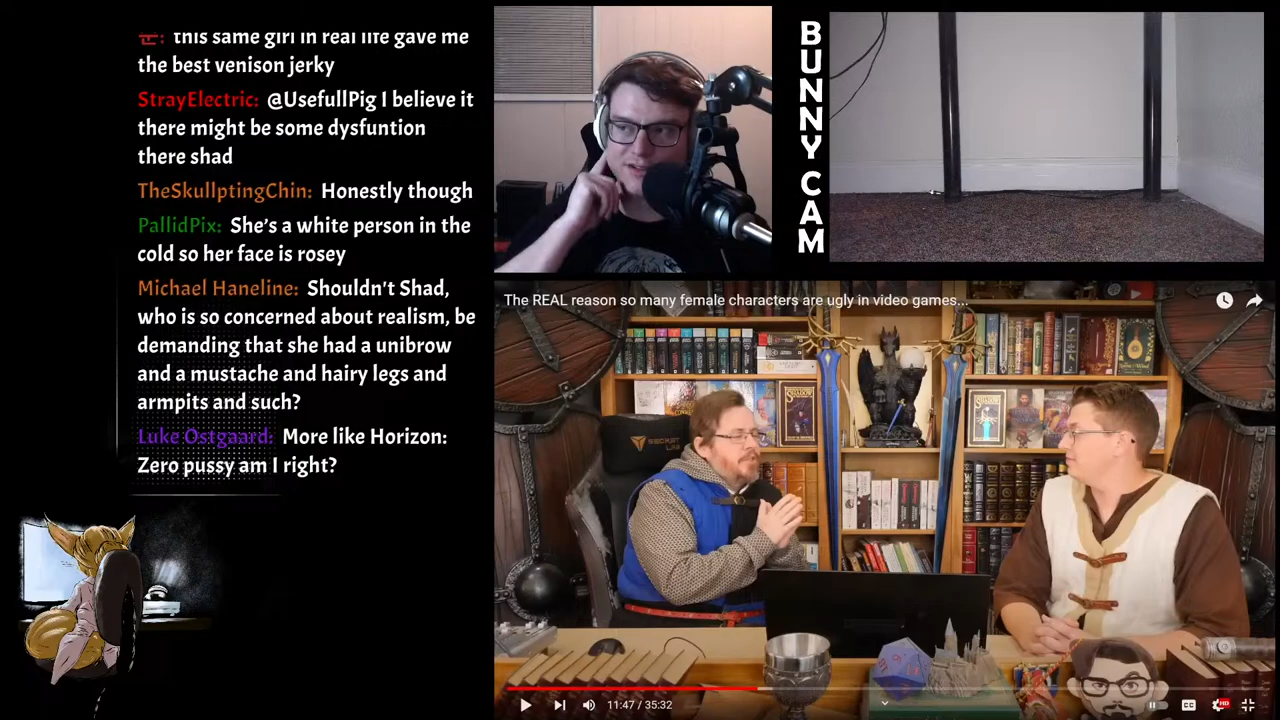 this same girl in real life gave me
the best venison jerky
StrayElectric: @UsefullPig I believe it
there might be some dysfuntion
there shad
TheSkullptingChin: Honestly though
PallidPix: She's a white person in the
cold so her face is rosey
Michael Haneline: Shouldn't Shad,
who is so concerned about realism, be
demanding that she had a unibrow
and a mustache and hairy legs and
armpits and such?
Luke Ostgaard: More like Horizon:
Zero pussy am I right?
BUNNY CAM
The REAL reason so many female characters are ugly in video games...
SECRETLAB
SHADOW
11:47 / 35:32
CC
HD